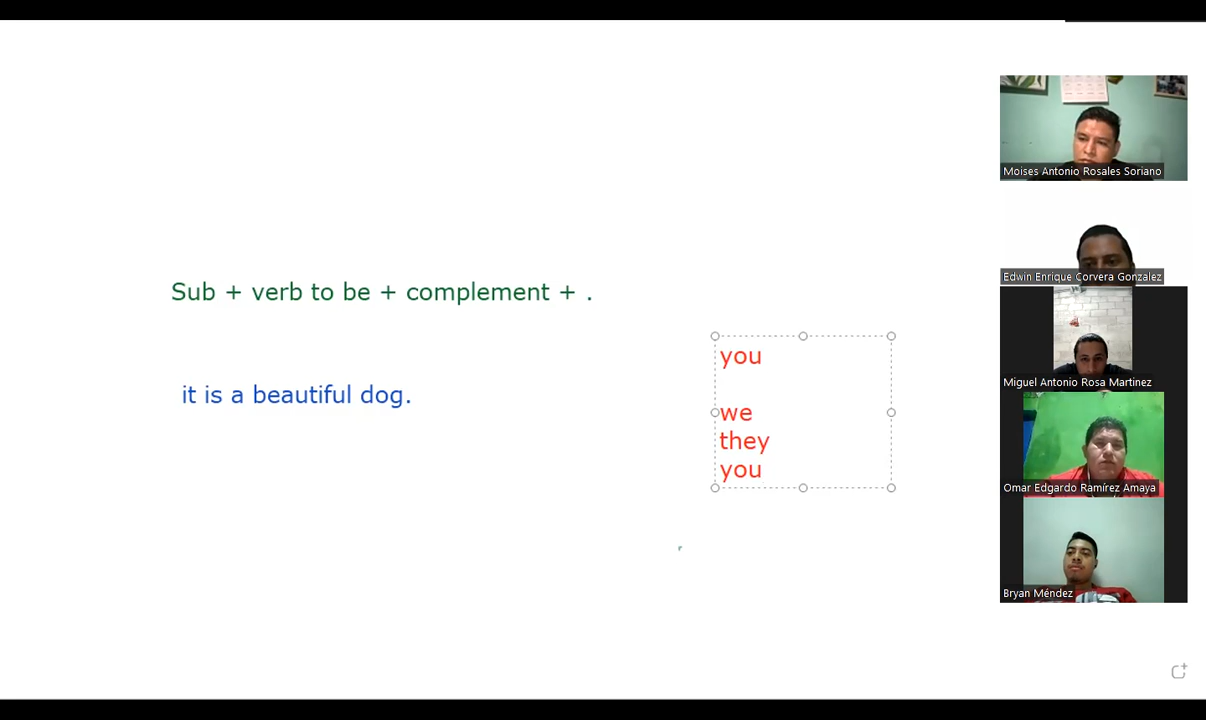 Sub + verb to be + complement + .
it is a beautiful dog.
you
we
they
you
Moises Antonio Rosales Soriano
Edwin Enrique Corvera Gonzalez
Miguel Antonio Rosa Martinez
Omar Edgardo Ramírez Amaya
Bryan Méndez